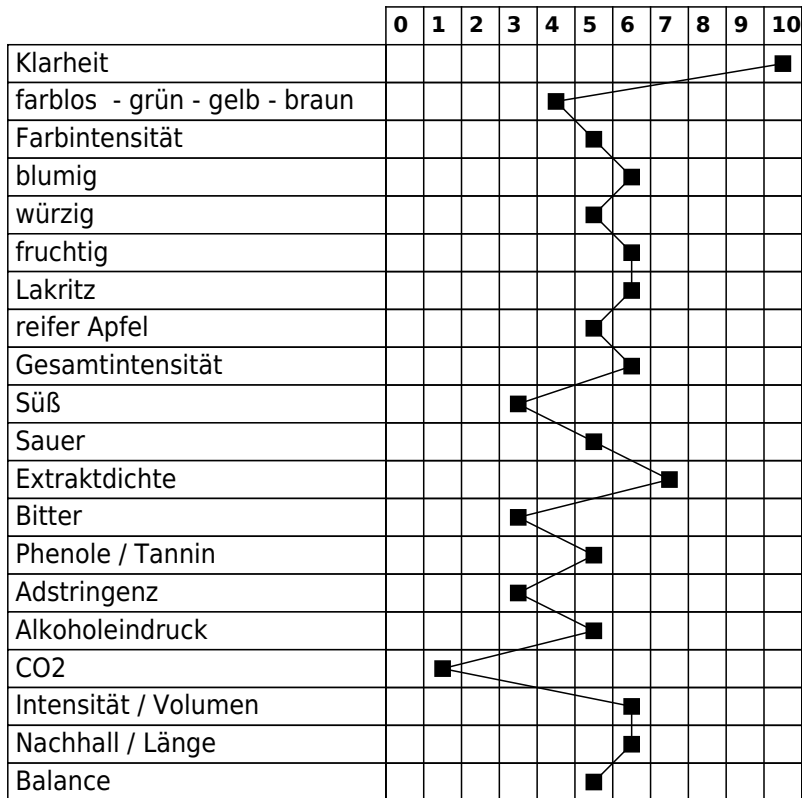 0 1 2 3 4 5 6 7 8 9 10
Klarheit
farblos - grün - gelb - braun
Farbintensität
blumig
würzig
fruchtig
Lakritz
reifer Apfel
Gesamtintensität
Süß
Sauer
Extraktdichte
Bitter
Phenole / Tannin
Adstringenz
Alkoholeindruck
CO2
Intensität / Volumen
Nachhall / Länge
Balance